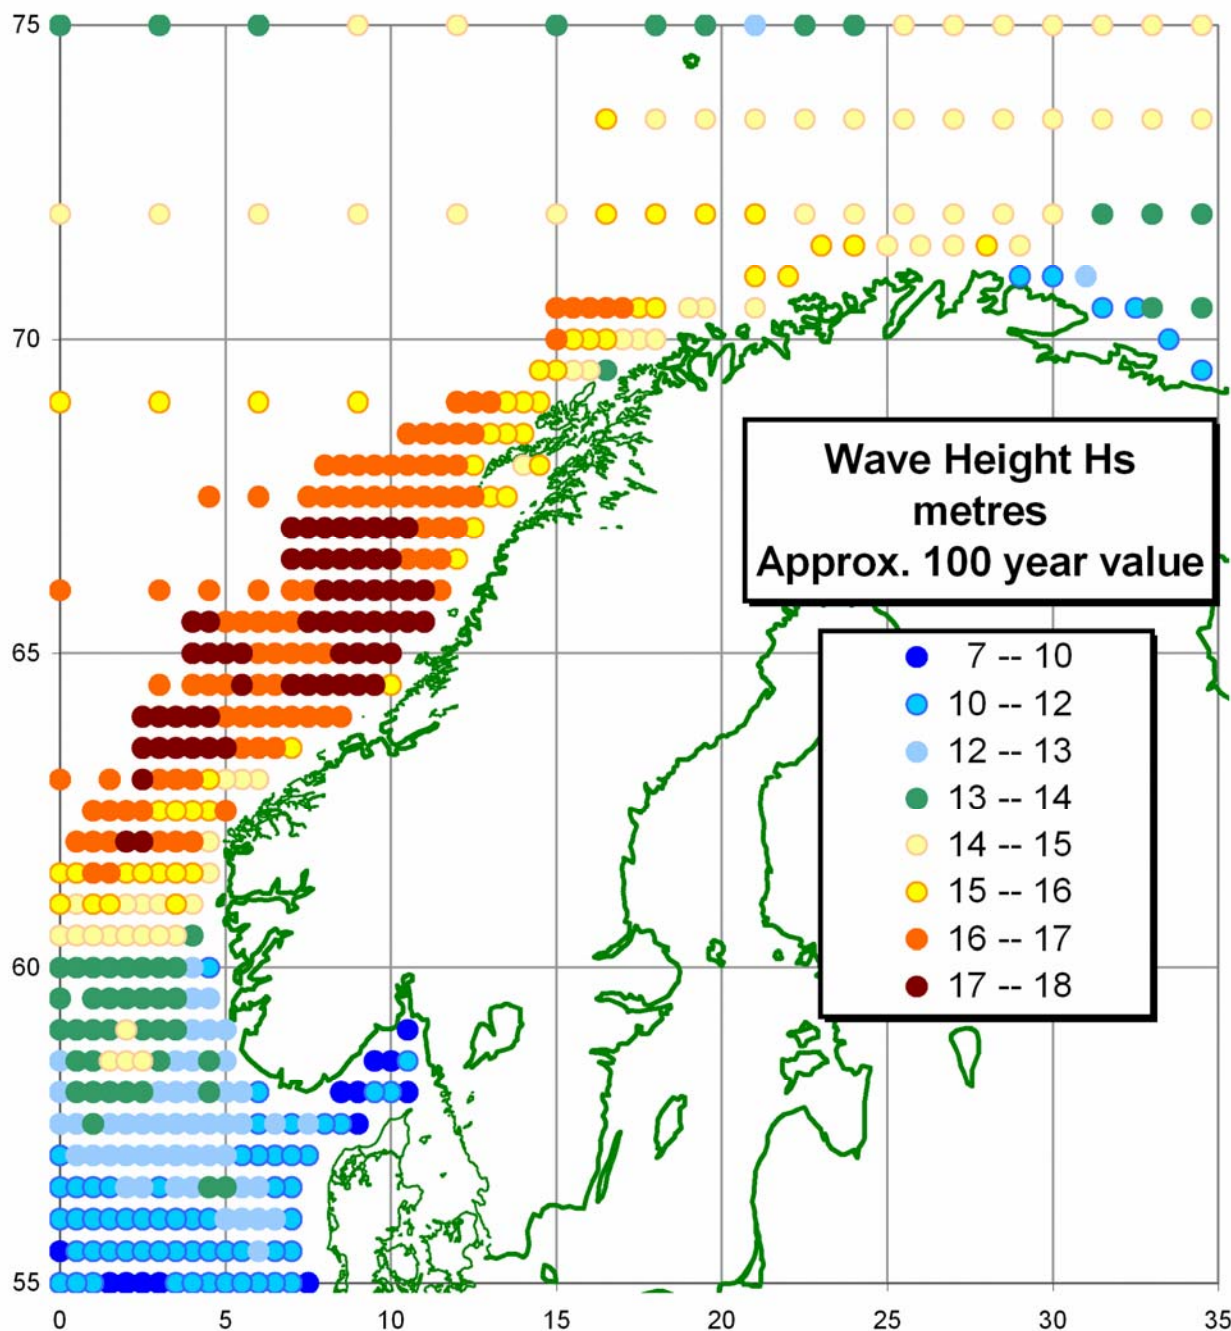 75
70
Wave Height Hs
metres
Approx. 100 year value
65
7 -- 10
10 -- 12
12 -- 13
13 -- 14
14 -- 15
15 -- 16
16 -- 17
17 -- 18
60
55
0 5 10 15 20 25 30 35